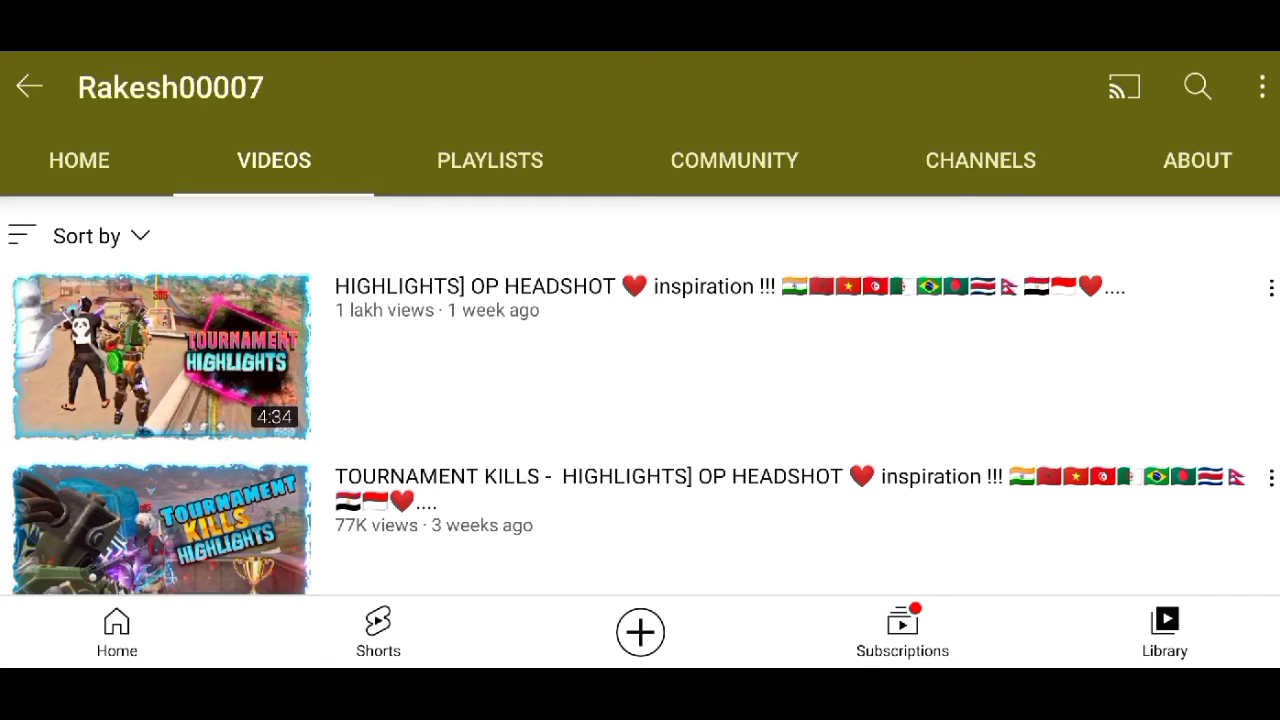 Rakesh00007
HOME VIDEOS PLAYLISTS COMMUNITY CHANNELS ABOUT
Sort by
HIGHLIGHTS] OP HEADSHOT ❤️ inspiration !!! 🇮🇳🇲🇦🇻🇳🇹🇳🇩🇿🇧🇷🇧🇩🇨🇷🇳🇵🇪🇬🇮🇩❤️....
1 lakh views · 1 week ago
TOURNAMENT
HIGHLIGHTS
4:34
TOURNAMENT KILLS - HIGHLIGHTS] OP HEADSHOT ❤️ inspiration !!! 🇮🇳🇲🇦🇻🇳🇹🇳🇩🇿🇧🇷🇧🇩🇨🇷🇳🇵
🇪🇬🇮🇩❤️....
77K views · 3 weeks ago
TOURNAMENT
KILLS
HIGHLIGHTS
Home Shorts Subscriptions Library